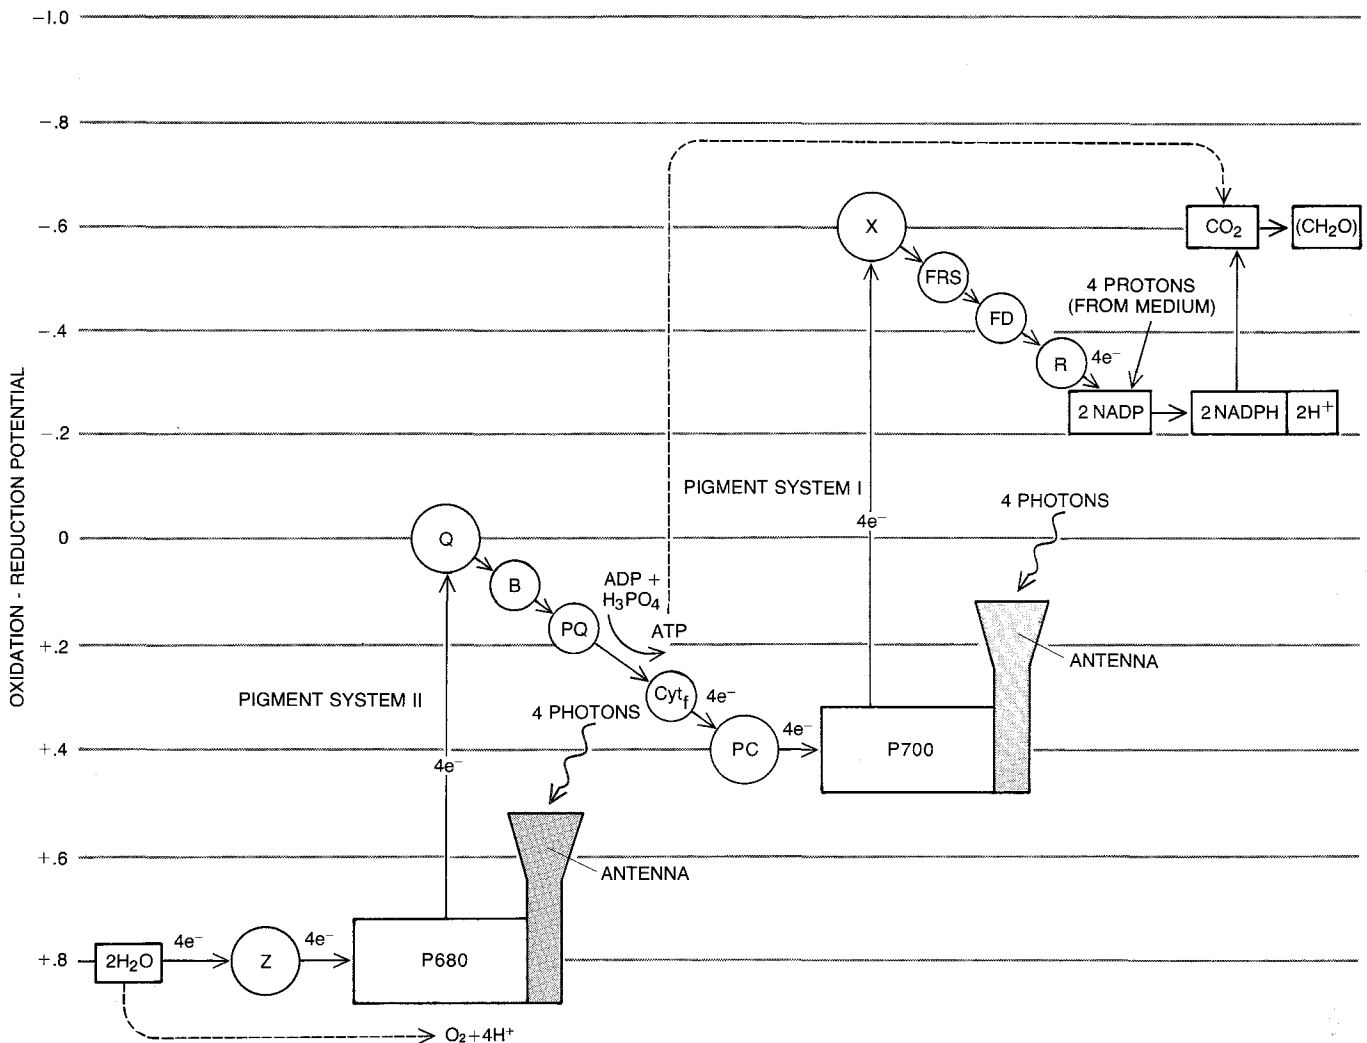 −1.0
−.8
−.6
−.4
−.2
0
+.2
+.4
+.6
+.8
OXIDATION - REDUCTION POTENTIAL
X
CO₂
(CH₂O)
FRS
4 PROTONS
(FROM MEDIUM)
FD
R
4e⁻
2 NADP
2 NADPH
2H⁺
PIGMENT SYSTEM I
4e⁻
4 PHOTONS
ANTENNA
Q
B
PQ
ADP +
H₃PO₄
ATP
Cyt_f
4e⁻
PC
4e⁻
P700
PIGMENT SYSTEM II
4e⁻
4 PHOTONS
ANTENNA
2H₂O
4e⁻
Z
4e⁻
P680
O₂+4H⁺